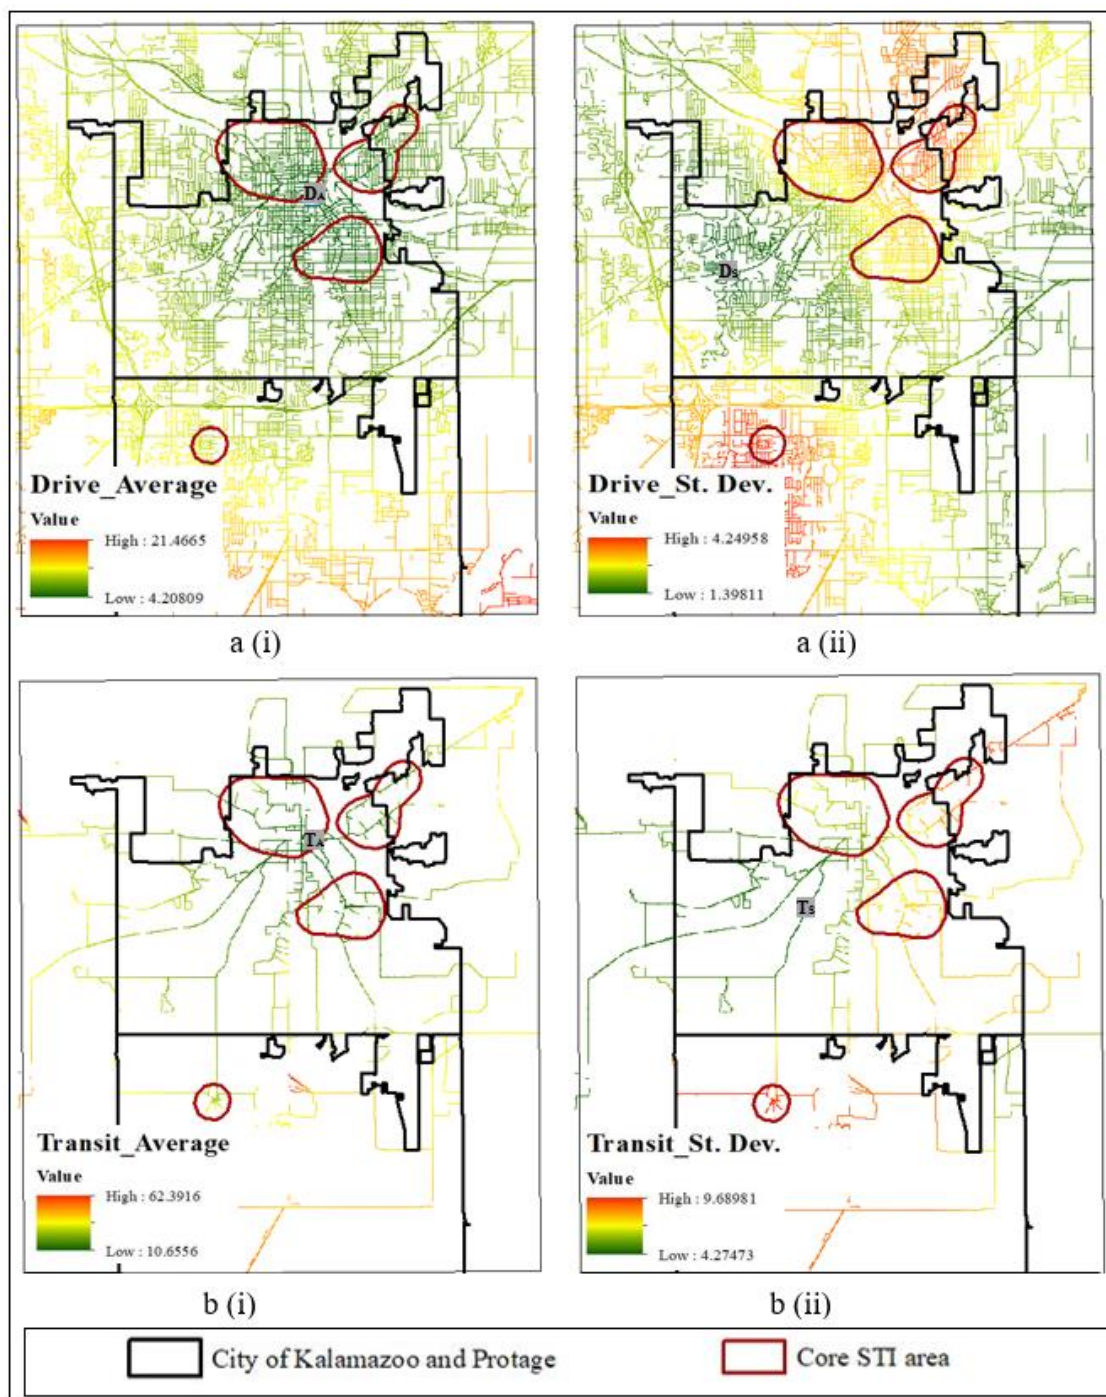 DA
Ds
Drive_Average
Value
High : 21.4665
Low : 4.20809
Drive_St. Dev.
Value
High : 4.24958
Low : 1.39811
a (i)
a (ii)
TA
Ts
Transit_Average
Value
High : 62.3916
Low : 10.6556
Transit_St. Dev.
Value
High : 9.68981
Low : 4.27473
b (i)
b (ii)
City of Kalamazoo and Protage
Core STI area